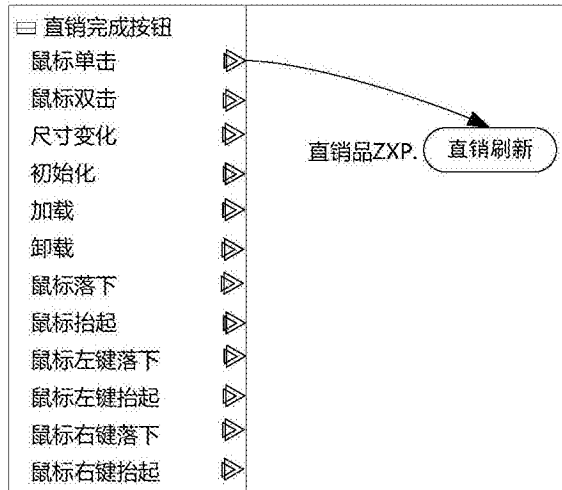 直销完成按钮
鼠标单击
鼠标双击
尺寸变化
直销品ZXP. 直销刷新
初始化
加载
卸载
鼠标落下
鼠标抬起
鼠标左键落下
鼠标左键抬起
鼠标右键落下
鼠标右键抬起